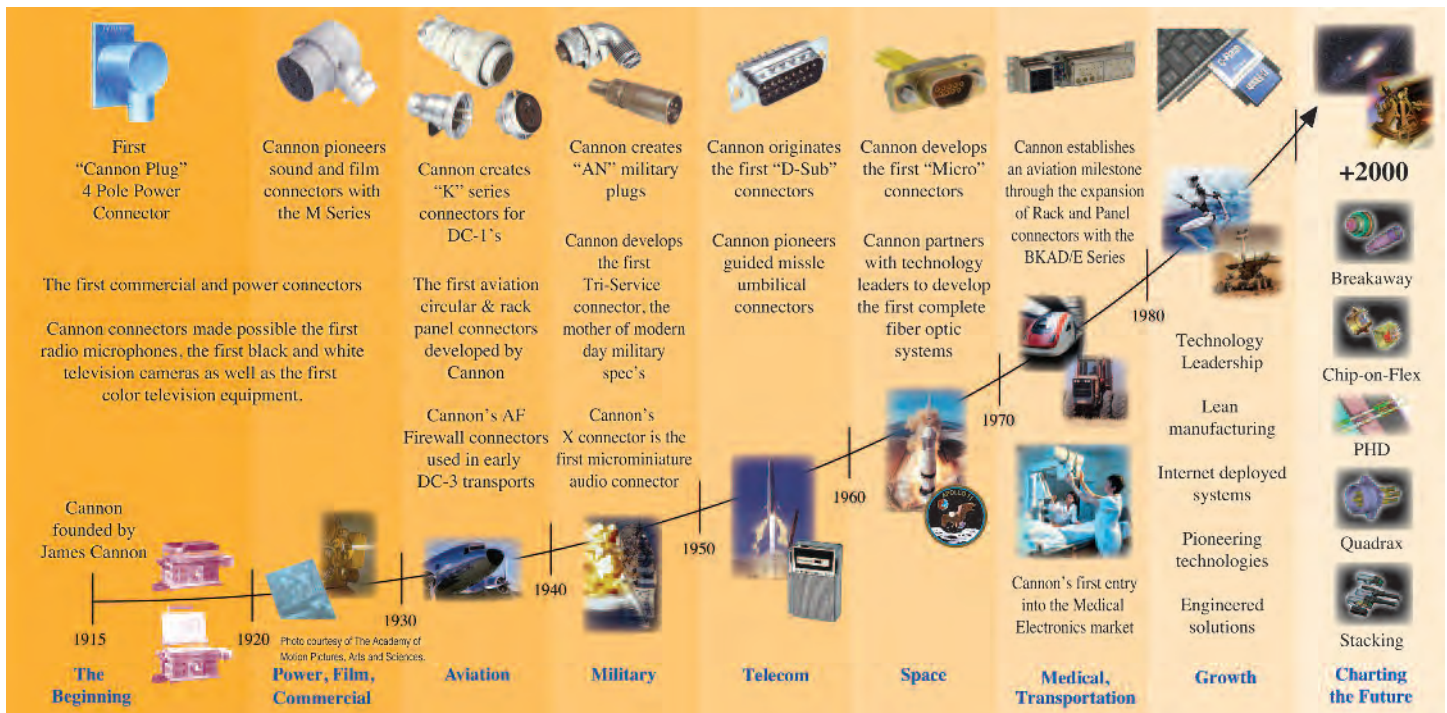 First
“Cannon Plug”
4 Pole Power
Connector
Cannon pioneers
sound and film
connectors with
the M Series
The first commercial and power connectors
Cannon connectors made possible the first
radio microphones, the first black and white
television cameras as well as the first
color television equipment.
Cannon
founded by
James Cannon
1915
The
Beginning
1920
Photo courtesy of The Academy of
Motion Pictures, Arts and Sciences.
Power, Film,
Commercial
Cannon creates
“K” series
connectors for
DC-1’s
The first aviation
circular & rack
panel connectors
developed by
Cannon
Cannon’s AF
Firewall connectors
used in early
DC-3 transports
1930
Aviation
Cannon creates
“AN” military
plugs
Cannon develops
the first
Tri-Service
connector, the
mother of modern
day military
spec’s
Cannon’s
X connector is the
first microminiature
audio connector
1940
Military
Cannon originates
the first “D-Sub”
connectors
Cannon pioneers
guided missle
umbilical
connectors
1950
Telecom
Cannon develops
the first “Micro”
connectors
Cannon partners
with technology
leaders to develop
the first complete
fiber optic
systems
1960
APOLLO 11
Space
Cannon establishes
an aviation milestone
through the expansion
of Rack and Panel
connectors with the
BKAD/E Series
1970
Cannon’s first entry
into the Medical
Electronics market
Medical,
Transportation
1980
Technology
Leadership
Lean
manufacturing
Internet deployed
systems
Pioneering
technologies
Engineered
solutions
Growth
+2000
Breakaway
Chip-on-Flex
PHD
Quadrax
Stacking
Charting
the Future